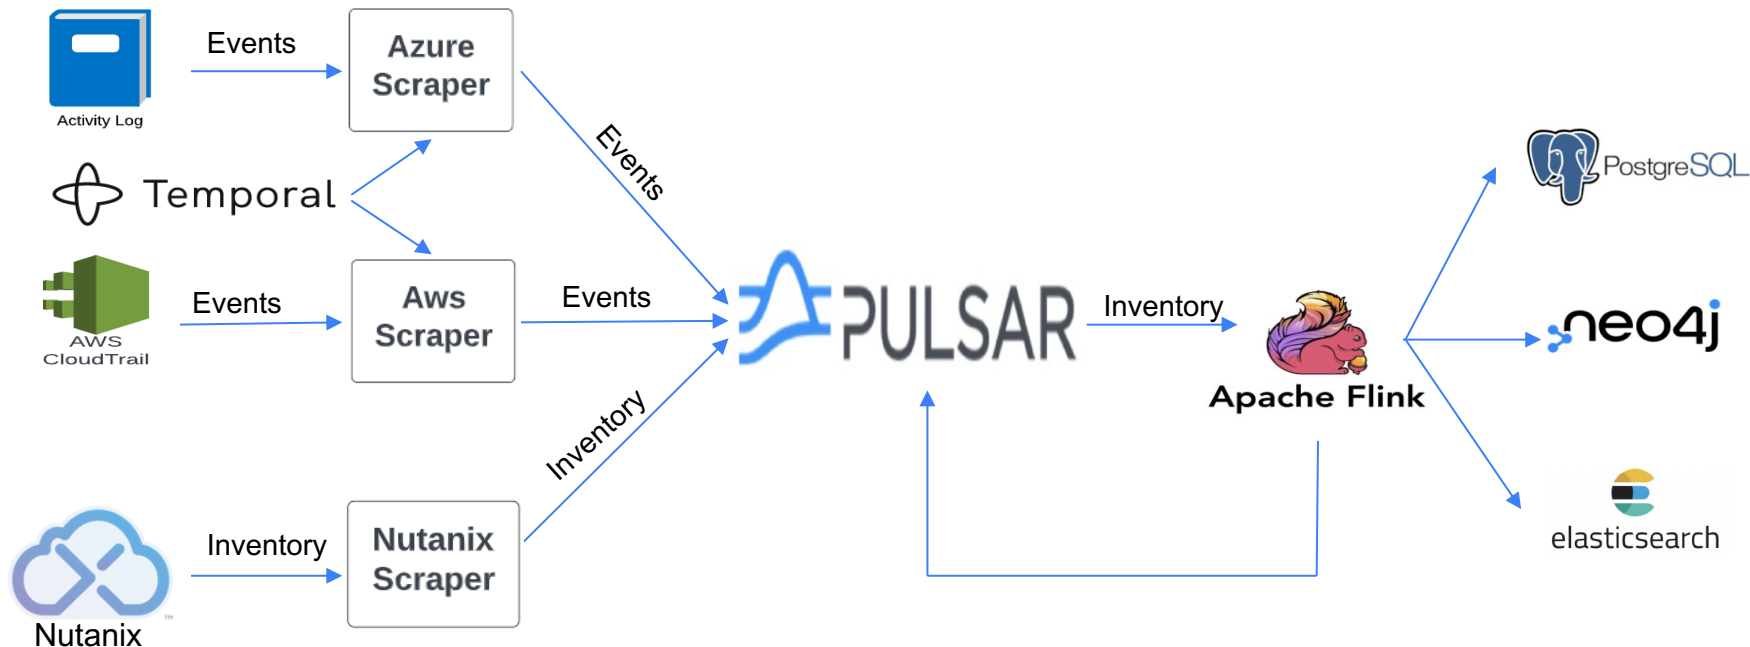 Events
Azure
Scraper
Activity Log
Events
Temporal
AWS
CloudTrail
Events
Aws
Scraper
Events
PULSAR
Inventory
Apache Flink
PostgreSQL
neo4j
elasticsearch
Inventory
Nutanix
Scraper
Inventory
TM
Nutanix